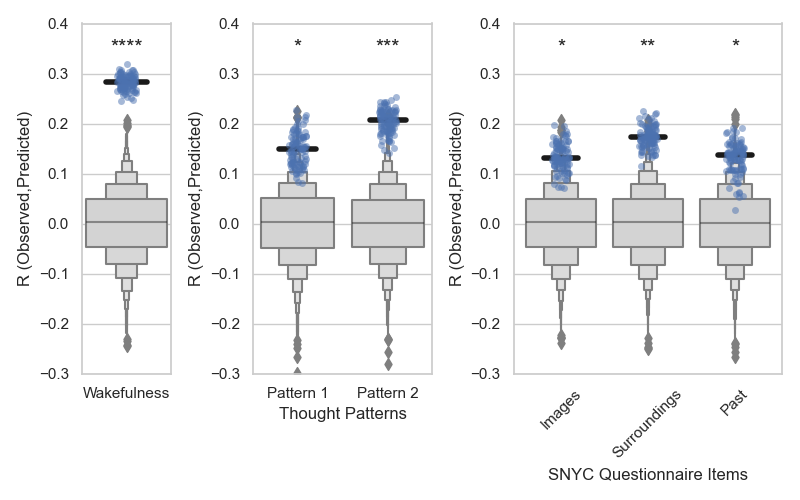 0.4
0.3
0.2
0.1
0.0
−0.1
−0.2
−0.3
R (Observed,Predicted)
****
Wakefulness
0.4
0.3
0.2
0.1
0.0
−0.1
−0.2
−0.3
R (Observed,Predicted)
*
***
Pattern 1
Pattern 2
Thought Patterns
0.4
0.3
0.2
0.1
0.0
−0.1
−0.2
−0.3
R (Observed,Predicted)
*
**
*
Images
Surroundings
Past
SNYC Questionnaire Items